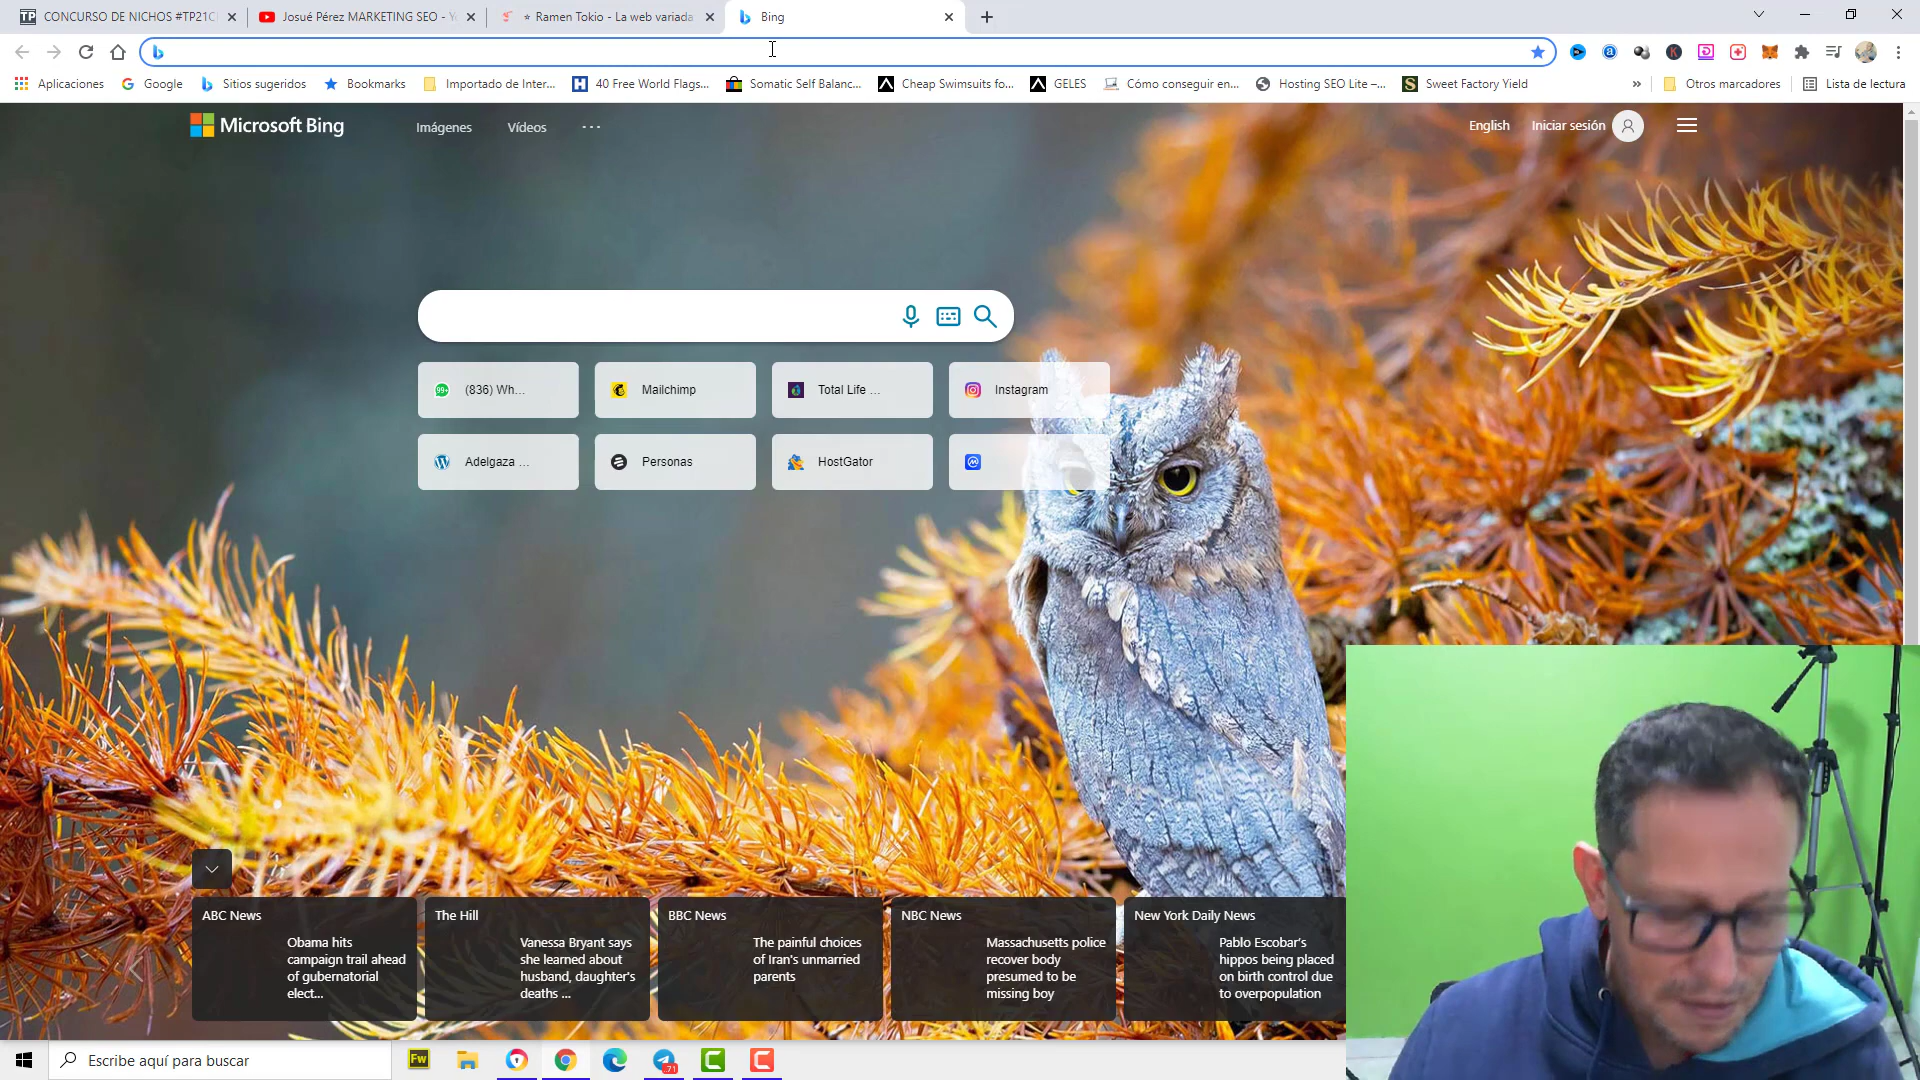 TP CONCURSO DE NICHOS #TP21C
Josué Pérez MARKETING SEO - Yo
Ramen Tokio - La web variada
Bing
Aplicaciones
Google
Sitios sugeridos
Bookmarks
Importado de Inter...
40 Free World Flags...
Somatic Self Balanc...
Cheap Swimsuits fo...
GELES
Cómo conseguir en...
Hosting SEO Lite –...
Sweet Factory Yield
»
Otros marcadores
Lista de lectura
Microsoft Bing
Imágenes
Vídeos
English
Iniciar sesión
99+ (836) Wh...
Mailchimp
Total Life ...
Instagram
Adelgaza ...
Personas
HostGator
ABC News
Obama hits
campaign trail ahead
of gubernatorial
elect...
The Hill
Vanessa Bryant says
she learned about
husband, daughter's
deaths ...
BBC News
The painful choices
of Iran's unmarried
parents
NBC News
Massachusetts police
recover body
presumed to be
missing boy
New York Daily News
Pablo Escobar's
hippos being placed
on birth control due
to overpopulation
Escribe aquí para buscar
Fw
71